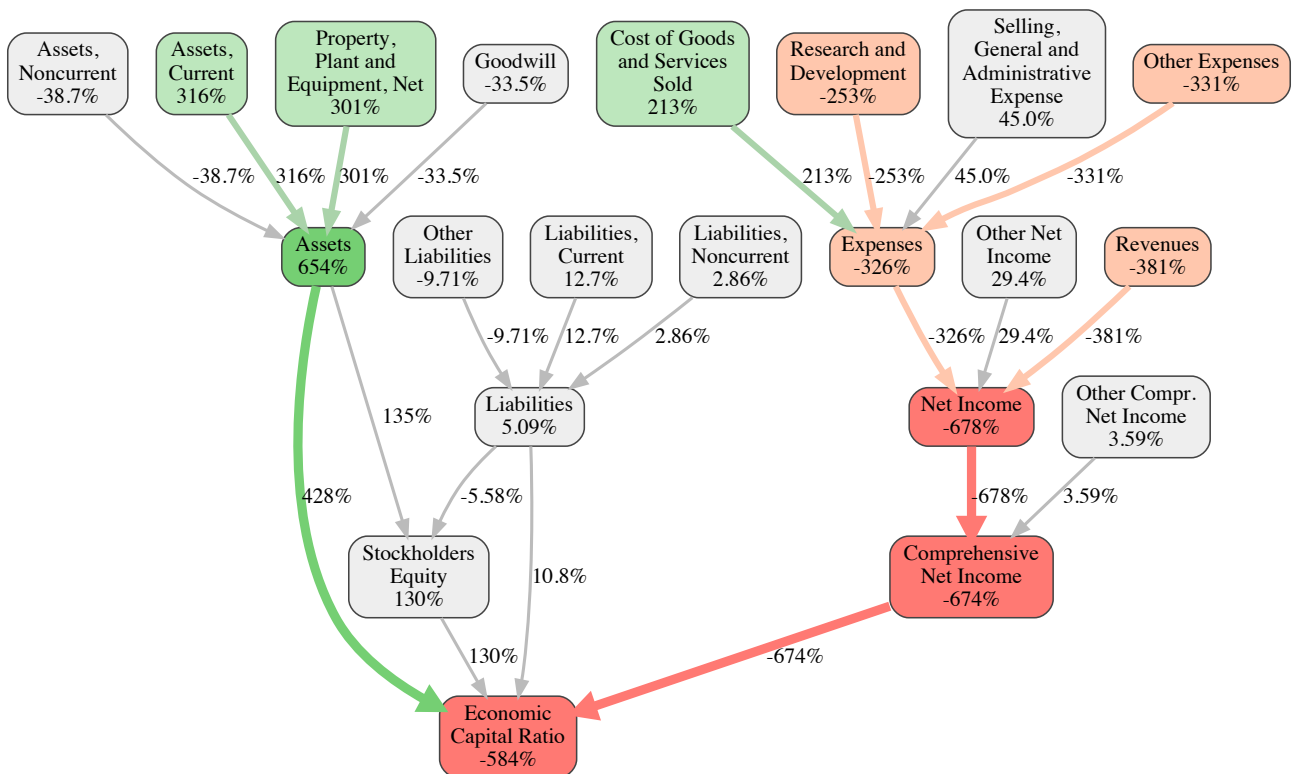 Assets,
Noncurrent
-38.7%
Assets,
Current
316%
Property,
Plant and
Equipment, Net
301%
Goodwill
-33.5%
Cost of Goods
and Services
Sold
213%
Research and
Development
-253%
Selling,
General and
Administrative
Expense
45.0%
Other Expenses
-331%
-38.7%
316%
301%
-33.5%
213%
-253%
45.0%
-331%
Assets
654%
Other
Liabilities
-9.71%
Liabilities,
Current
12.7%
Liabilities,
Noncurrent
2.86%
Expenses
-326%
Other Net
Income
29.4%
Revenues
-381%
-9.71%
12.7%
2.86%
-326%
29.4%
-381%
135%
Liabilities
5.09%
Net Income
-678%
Other Compr.
Net Income
3.59%
428%
-5.58%
-678%
3.59%
Stockholders
Equity
130%
10.8%
Comprehensive
Net Income
-674%
130%
-674%
Economic
Capital Ratio
-584%